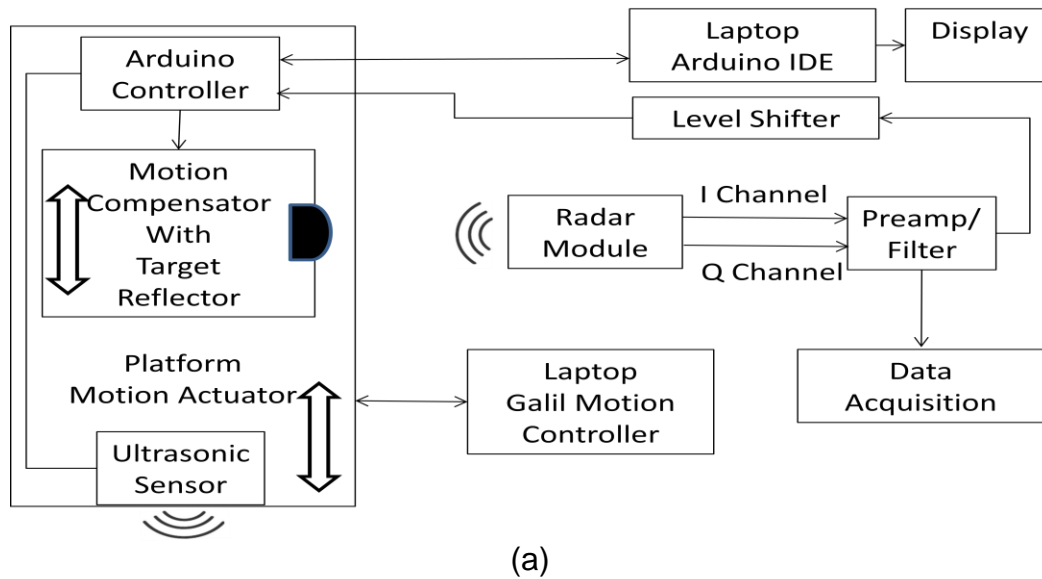 Arduino
Controller
Laptop
Arduino IDE
Display
Level Shifter
Motion
Compensator
With
Target
Reflector
Radar
Module
I Channel
Q Channel
Preamp/
Filter
Platform
Motion Actuator
Laptop
Galil Motion
Controller
Data
Acquisition
Ultrasonic
Sensor
(a)